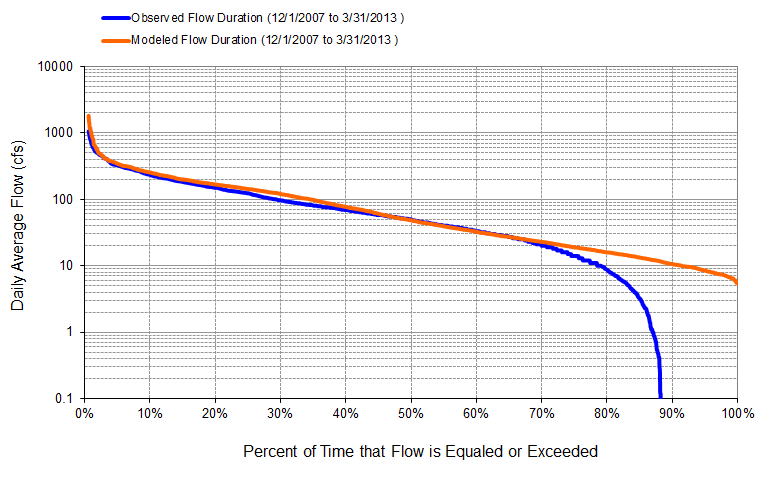 Observed Flow Duration (12/1/2007 to 3/31/2013 )
Modeled Flow Duration (12/1/2007 to 3/31/2013 )
10000
1000
100
10
1
0.1
Daily Average Flow (cfs)
0% 10% 20% 30% 40% 50% 60% 70% 80% 90% 100%
Percent of Time that Flow is Equaled or Exceeded